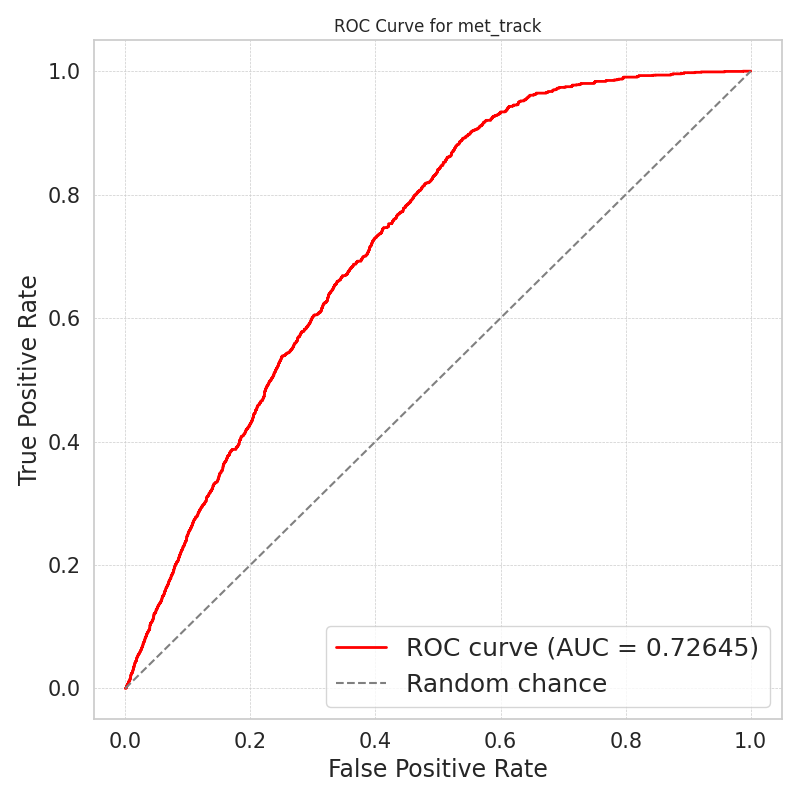 ROC Curve for met_track
True Positive Rate
1.0
0.8
0.6
0.4
0.2
0.0
ROC curve (AUC = 0.72645)
Random chance
0.0 0.2 0.4 0.6 0.8 1.0
False Positive Rate